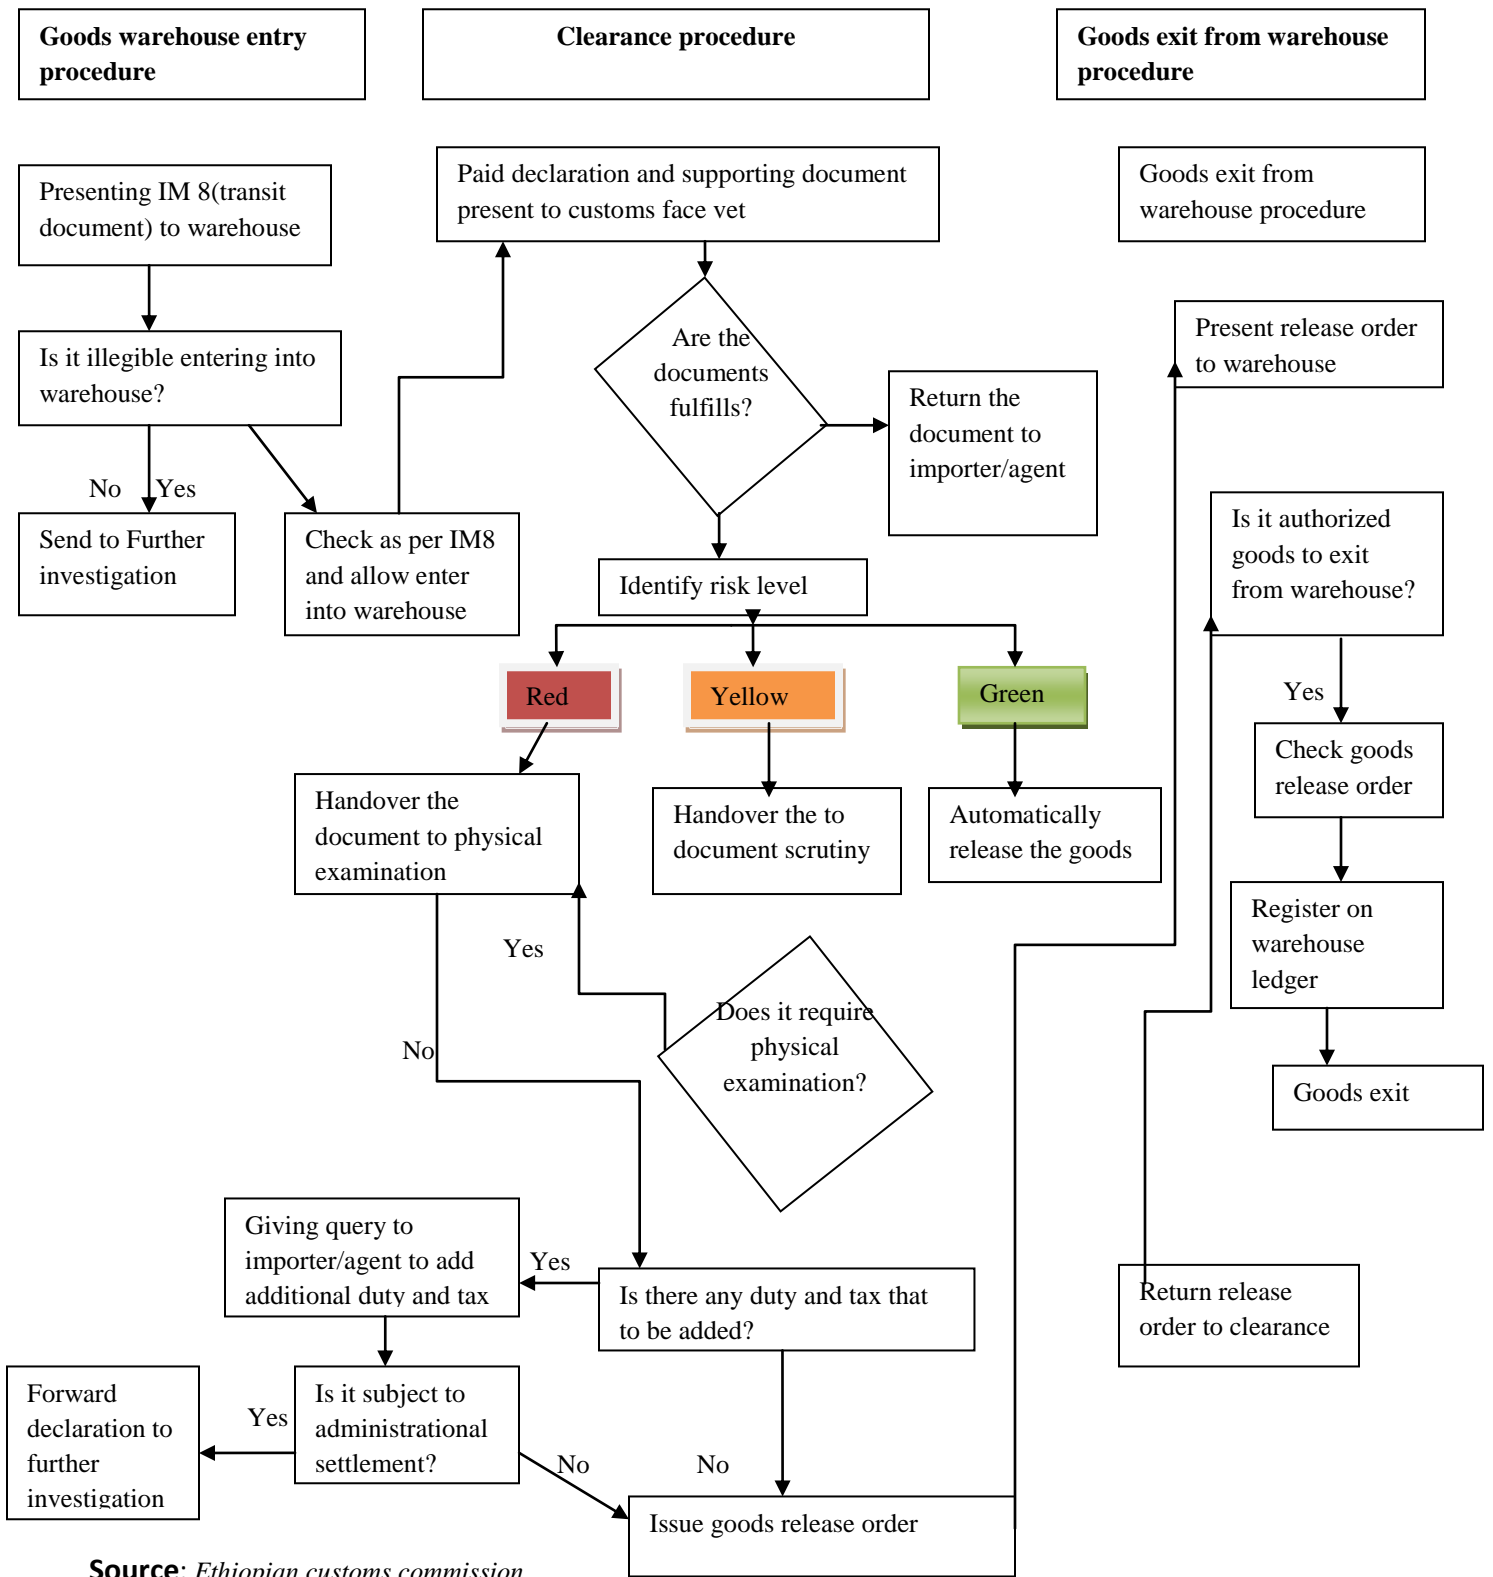 Goods warehouse entry
procedure
Clearance procedure
Goods exit from warehouse
procedure
Presenting IM 8(transit
document) to warehouse
Is it illegible entering into
warehouse?
No
Yes
Send to Further
investigation
Check as per IM8
and allow enter
into warehouse
Paid declaration and supporting document
present to customs face vet
Are the
documents
fulfills?
Return the
document to
importer/agent
Identify risk level
Red
Yellow
Green
Handover the
document to physical
examination
Handover the to
document scrutiny
Automatically
release the goods
Yes
No
Does it require
physical
examination?
Giving query to
importer/agent to add
additional duty and tax
Yes
Is there any duty and tax that
to be added?
Forward
declaration to
further
investigation
Yes
Is it subject to
administrational
settlement?
No
No
Issue goods release order
Goods exit from
warehouse procedure
Present release order
to warehouse
Is it authorized
goods to exit
from warehouse?
Yes
Check goods
release order
Register on
warehouse
ledger
Goods exit
Return release
order to clearance
Source: Ethiopian customs commission